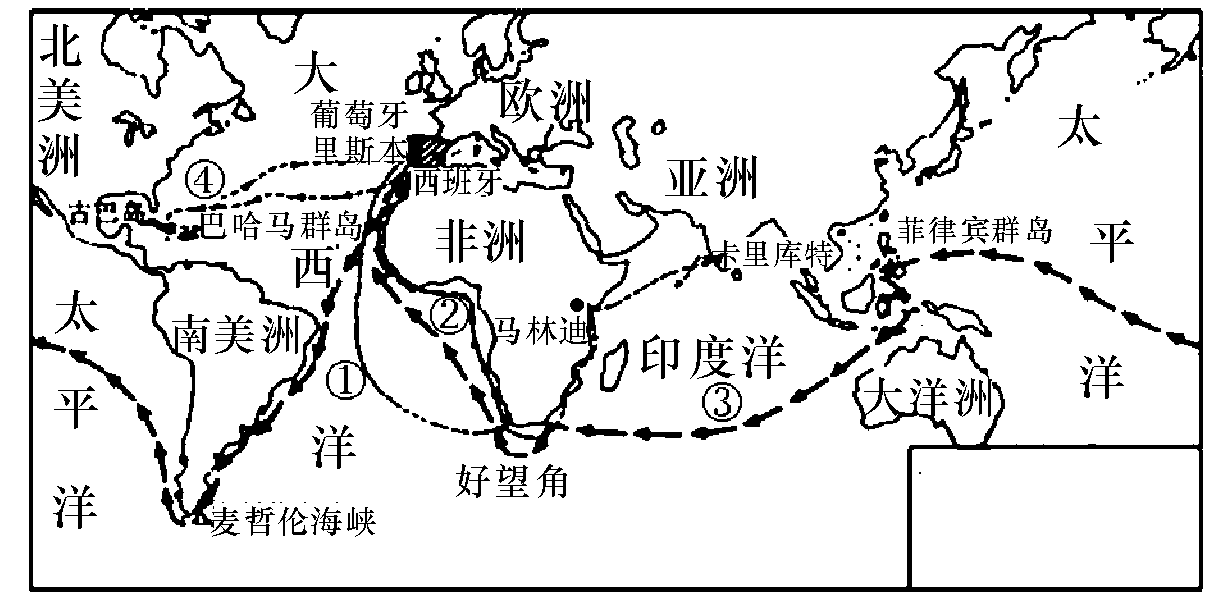 北美洲
大西洋
葡萄牙
里斯本
西班牙
欧洲
亚洲
太平洋
④
古巴岛
巴哈马群岛
非洲
卡里库特
菲律宾群岛
太平洋
南美洲
①
②
马林迪
印度洋
③
大洋洲
好望角
麦哲伦海峡